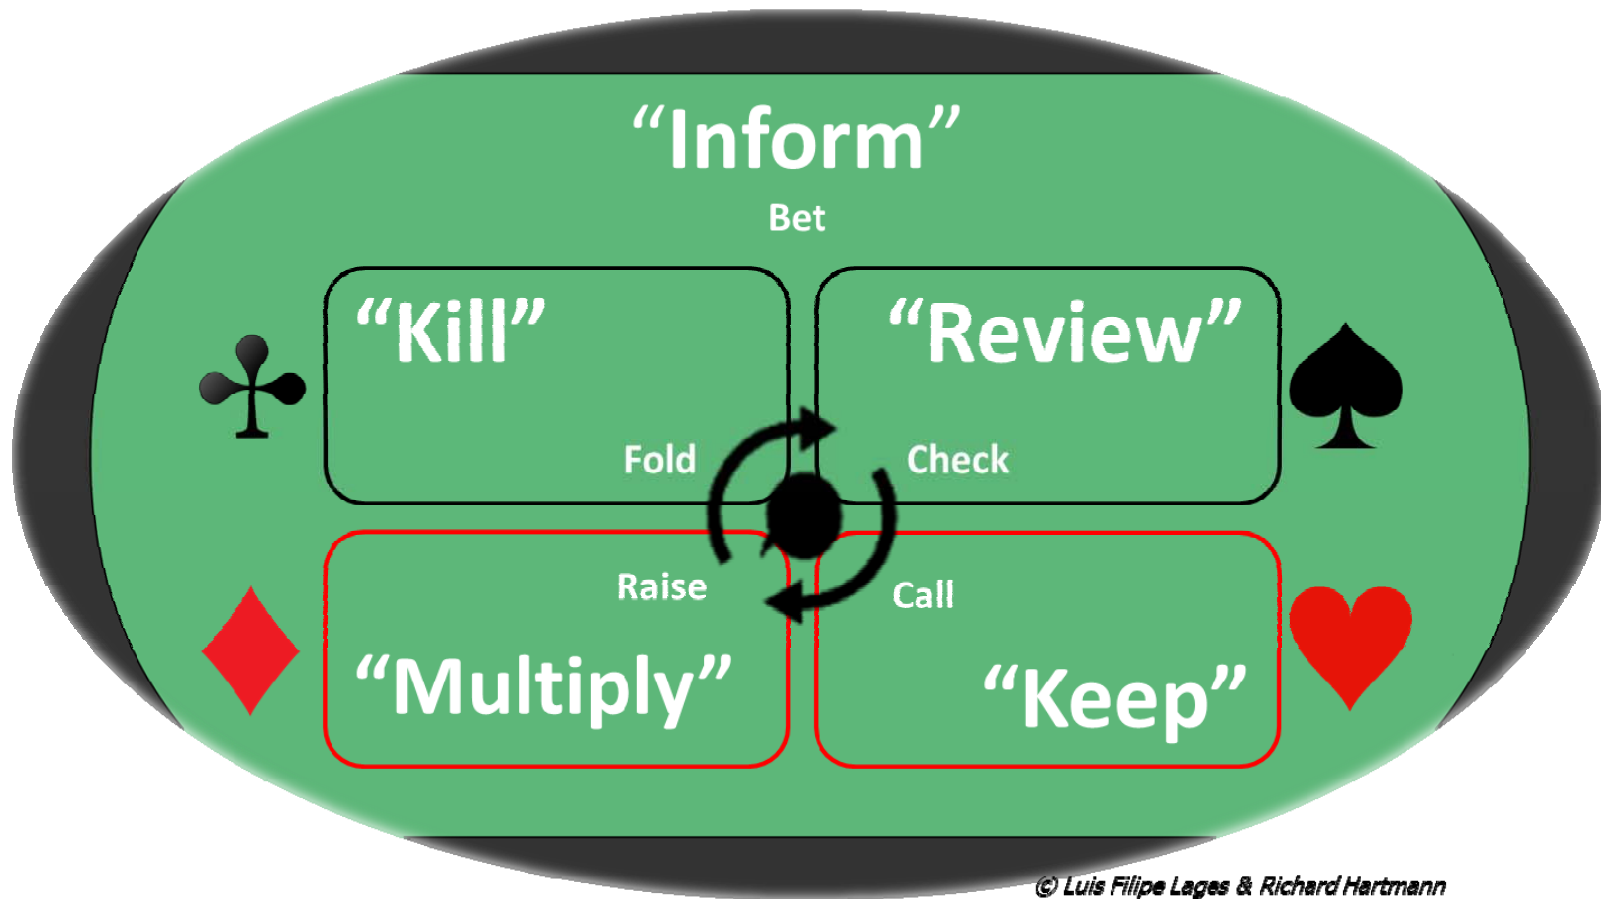 “Inform”
Bet
“Kill”
“Review”
Fold
Check
Raise
Call
“Multiply”
“Keep”
© Luis Filipe Lages & Richard Hartmann